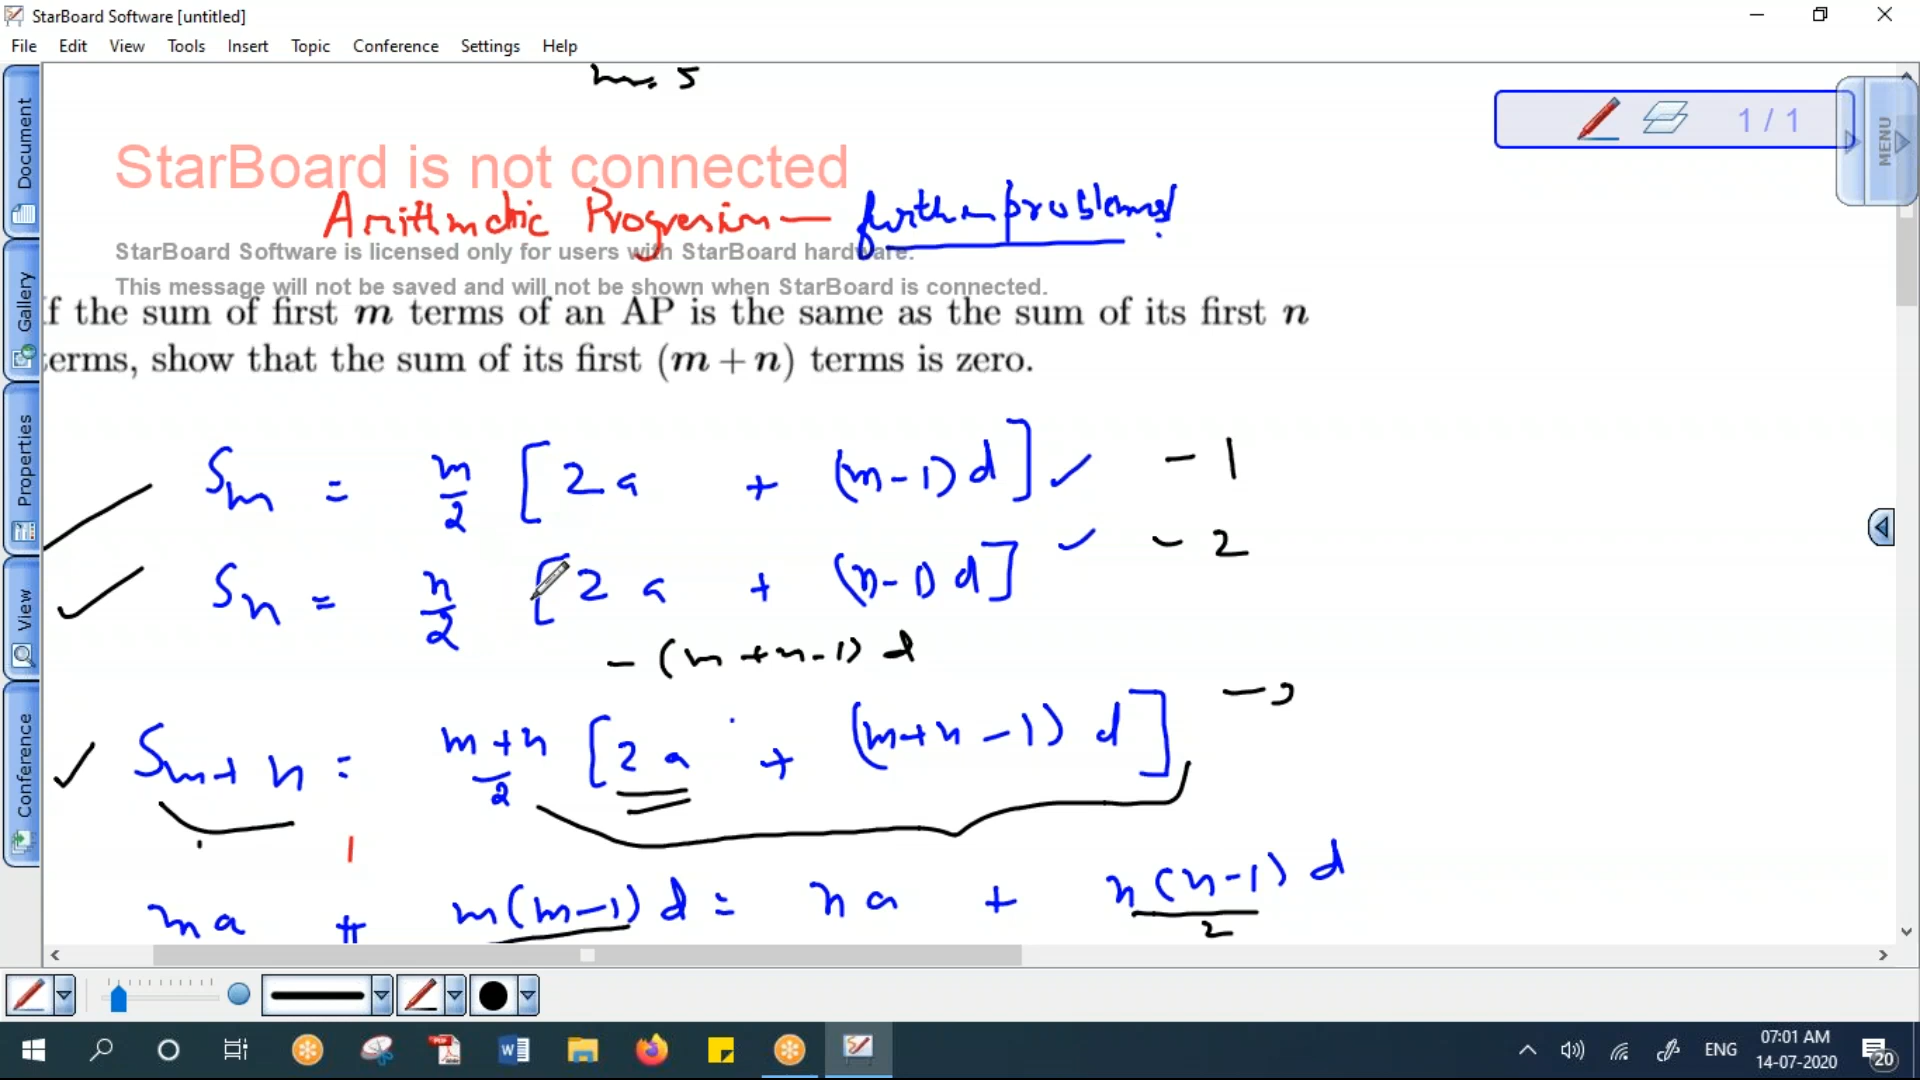 StarBoard Software [untitled]
File Edit View Tools Insert Topic Conference Settings Help
Document
Gallery
Properties
View
Conference
MENU
1 / 1
StarBoard is not connected
Arithmetic Progression — further problems
StarBoard Software is licensed only for users with StarBoard hardware.
This message will not be saved and will not be shown when StarBoard is connected.
f the sum of first m terms of an AP is the same as the sum of its first n
erms, show that the sum of its first (m + n) terms is zero.
Sm = m/2 [2a + (m-1)d] ✓ - 1
Sn = n/2 [2a + (n-1)d] ✓ - 2
- (m+n-1) d
Sm+n = m+n/2 [2a + (m+n-1) d]
ma + m(m-1)d = na + n(n-1)d/2
ENG
07:01 AM
14-07-2020
20